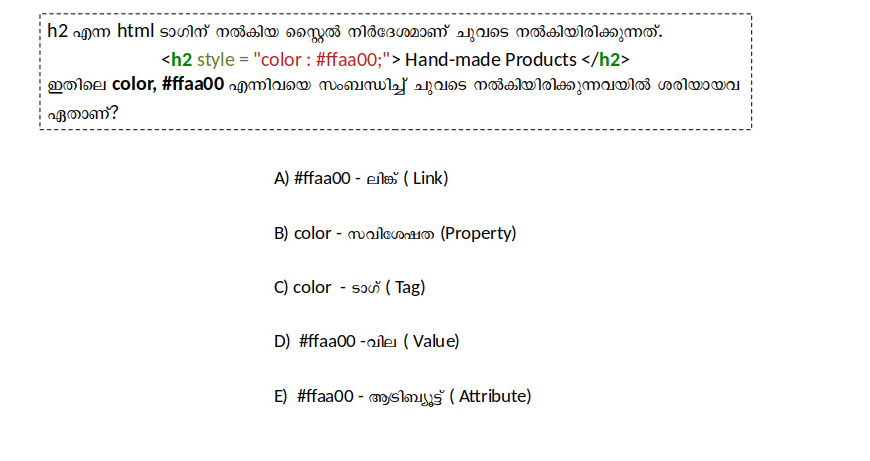 h2 എന്ന html ടാഗിന് നൽകിയ സ്റ്റൈൽ നിർദേശമാണ് ചുവടെ നൽകിയിരിക്കുന്നത്.
<h2 style = "color : #ffaa00;"> Hand-made Products </h2>
ഇതിലെ color, #ffaa00 എന്നിവയെ സംബന്ധിച്ച് ചുവടെ നൽകിയിരിക്കുന്നവയിൽ ശരിയായവ
ഏതാണ്?
A) #ffaa00 - ലിങ്ക് ( Link)
B) color - സവിശേഷത (Property)
C) color - ടാഗ് ( Tag)
D) #ffaa00 -വില ( Value)
E) #ffaa00 - ആട്രിബ്യൂട്ട് ( Attribute)